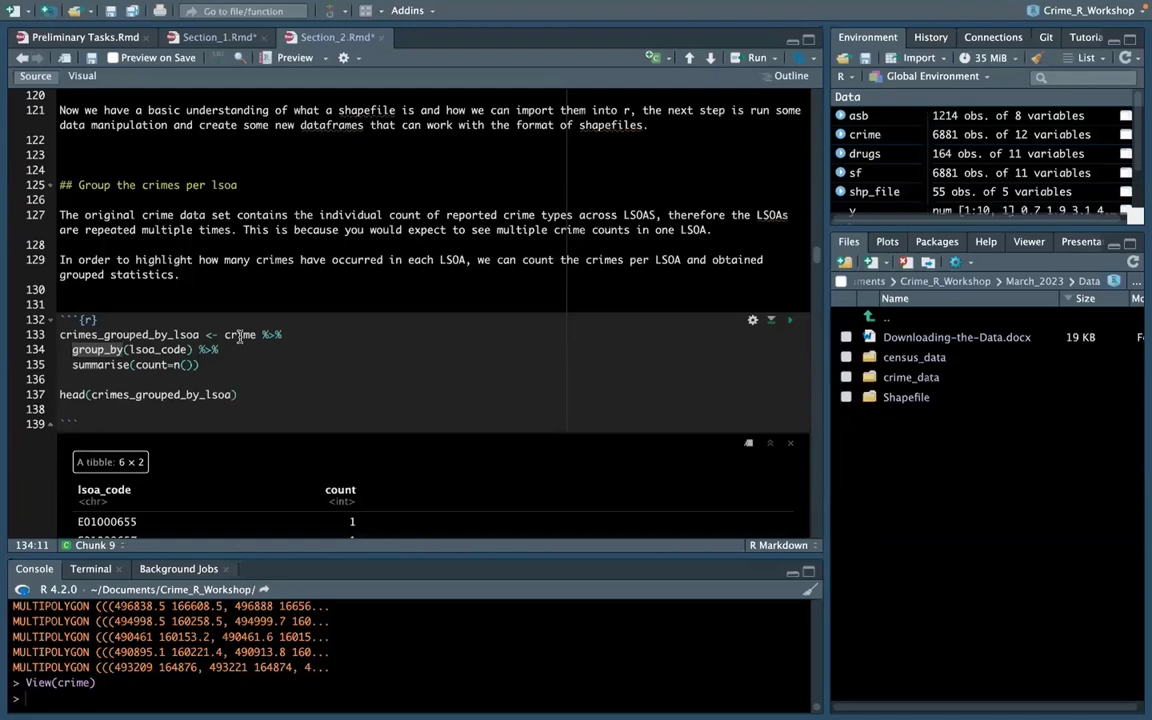 Go to file/function
Addins
Crime_R_Workshop
Preliminary Tasks.Rmd
Section_1.Rmd*
Section_2.Rmd*
Preview on Save
Preview
Run
Source
Visual
Outline
120
121 Now we have a basic understanding of what a shapefile is and how we can import them into r, the next step is run some
data manipulation and create some new dataframes that can work with the format of shapefiles.
122
123
124
125 ## Group the crimes per lsoa
126
127 The original crime data set contains the individual count of reported crime types across LSOAS, therefore the LSOAs
are repeated multiple times. This is because you would expect to see multiple crime counts in one LSOA.
128
129 In order to highlight how many crimes have occurred in each LSOA, we can count the crimes per LSOA and obtained
grouped statistics.
130
131
132 ```{r}
133 crimes_grouped_by_lsoa <- crime %>%
134 group_by(lsoa_code) %>%
135 summarise(count=n())
136
137 head(crimes_grouped_by_lsoa)
138
139 ```
A tibble: 6 × 2
lsoa_code count
<chr> <int>
E01000655 1
134:11 Chunk 9 R Markdown
Console Terminal Background Jobs
R 4.2.0 · ~/Documents/Crime_R_Workshop/
MULTIPOLYGON (((496838.5 166608.5, 496888 16656...
MULTIPOLYGON (((494998.5 160258.5, 494999.7 160...
MULTIPOLYGON (((490461 160153.2, 490461.6 16015...
MULTIPOLYGON (((490895.1 160221.4, 490913.8 160...
MULTIPOLYGON (((493209 164876, 493221 164874, 4...
> View(crime)
>
Environment History Connections Git Tutoria
Import 35 MiB List
R Global Environment
Data
asb 1214 obs. of 8 variables
crime 6881 obs. of 12 variables
drugs 164 obs. of 11 variables
sf 6881 obs. of 11 variables
shp_file 55 obs. of 5 variables
y num [1:10, 1] 0.7 1.9 3.1 4...
Files Plots Packages Help Viewer Presenta
ments Crime_R_Workshop March_2023 Data ...
Name Size Mo
..
Downloading-the-Data.docx 19 KB Fe
census_data
crime_data
Shapefile